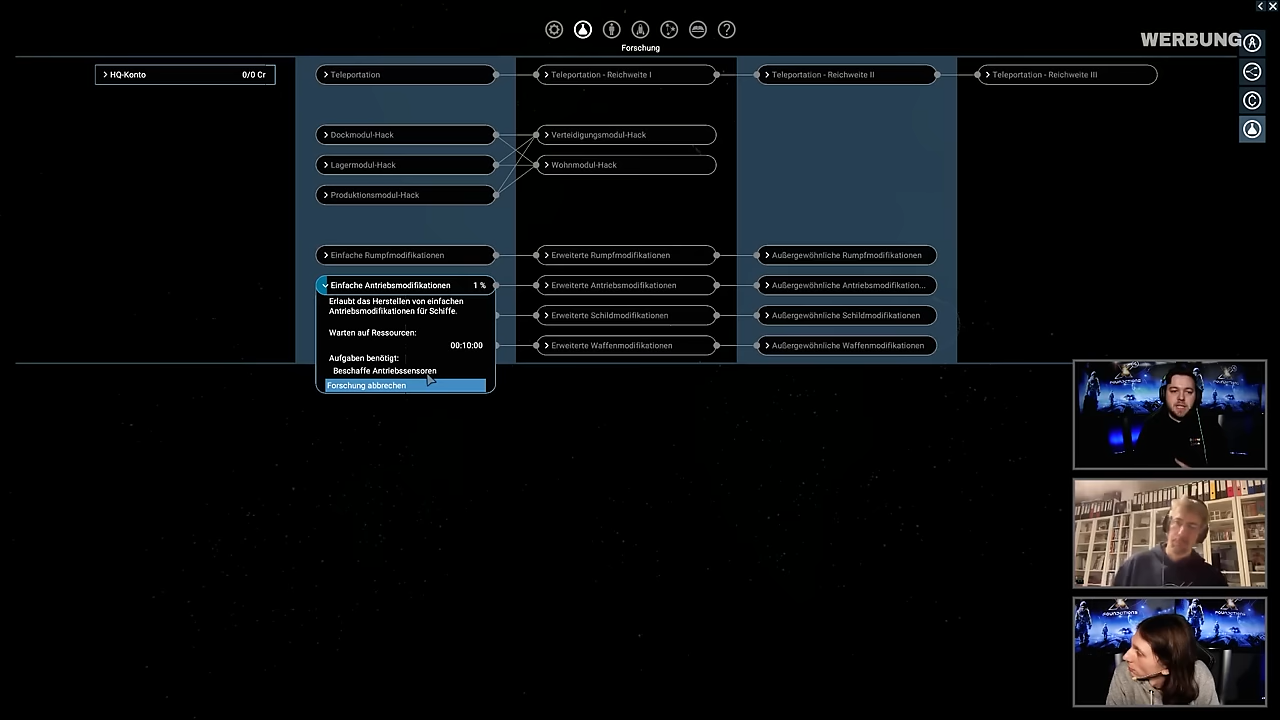 Forschung
WERBUNG
HQ-Konto 0/0 Cr
Teleportation
Teleportation - Reichweite I
Teleportation - Reichweite II
Teleportation - Reichweite III
Dockmodul-Hack
Verteidigungsmodul-Hack
Lagermodul-Hack
Wohnmodul-Hack
Produktionsmodul-Hack
Einfache Rumpfmodifikationen
Erweiterte Rumpfmodifikationen
Außergewöhnliche Rumpfmodifikationen
Einfache Antriebsmodifikationen 1 %
Erweiterte Antriebsmodifikationen
Außergewöhnliche Antriebsmodifikation...
Erlaubt das Herstellen von einfachen
Antriebsmodifikationen für Schiffe.
Erweiterte Schildmodifikationen
Außergewöhnliche Schildmodifikationen
Warten auf Ressourcen:
00:10:00
Erweiterte Waffenmodifikationen
Außergewöhnliche Waffenmodifikationen
Aufgaben benötigt:
Beschaffe Antriebssensoren
Forschung abbrechen